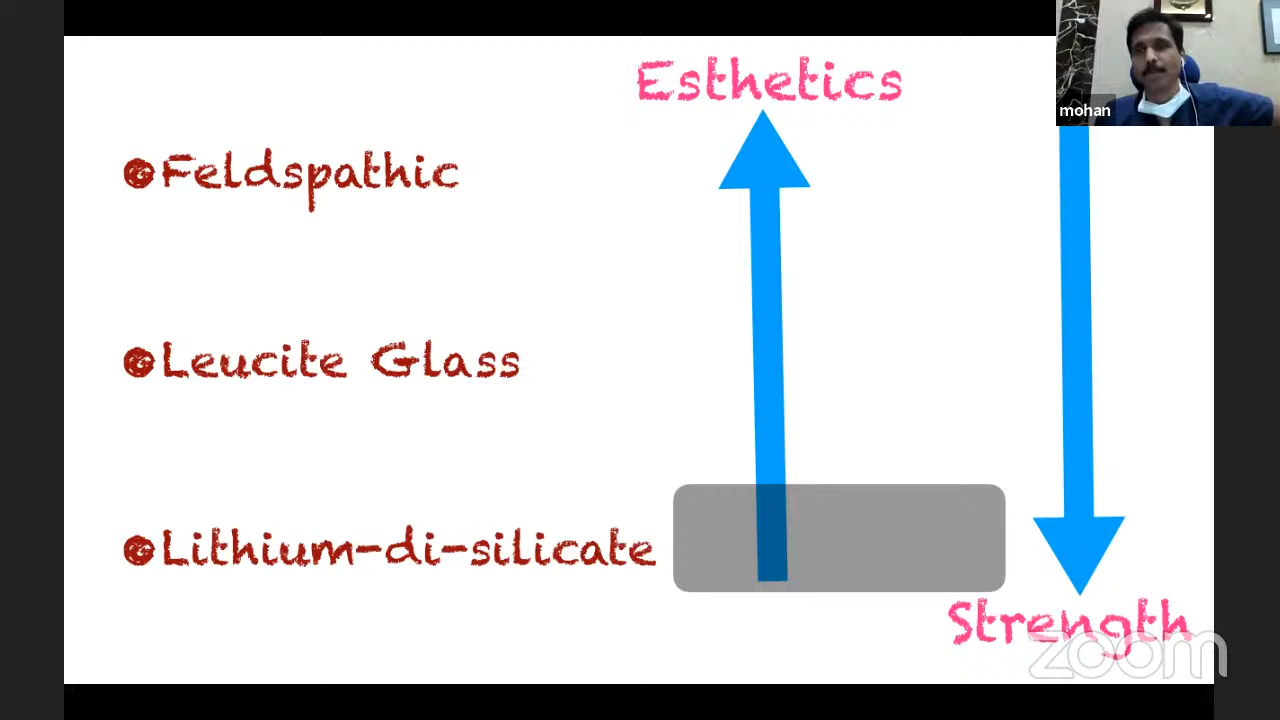 Esthetics
mohan
Feldspathic
Leucite Glass
Lithium-di-silicate
Strength
zoom